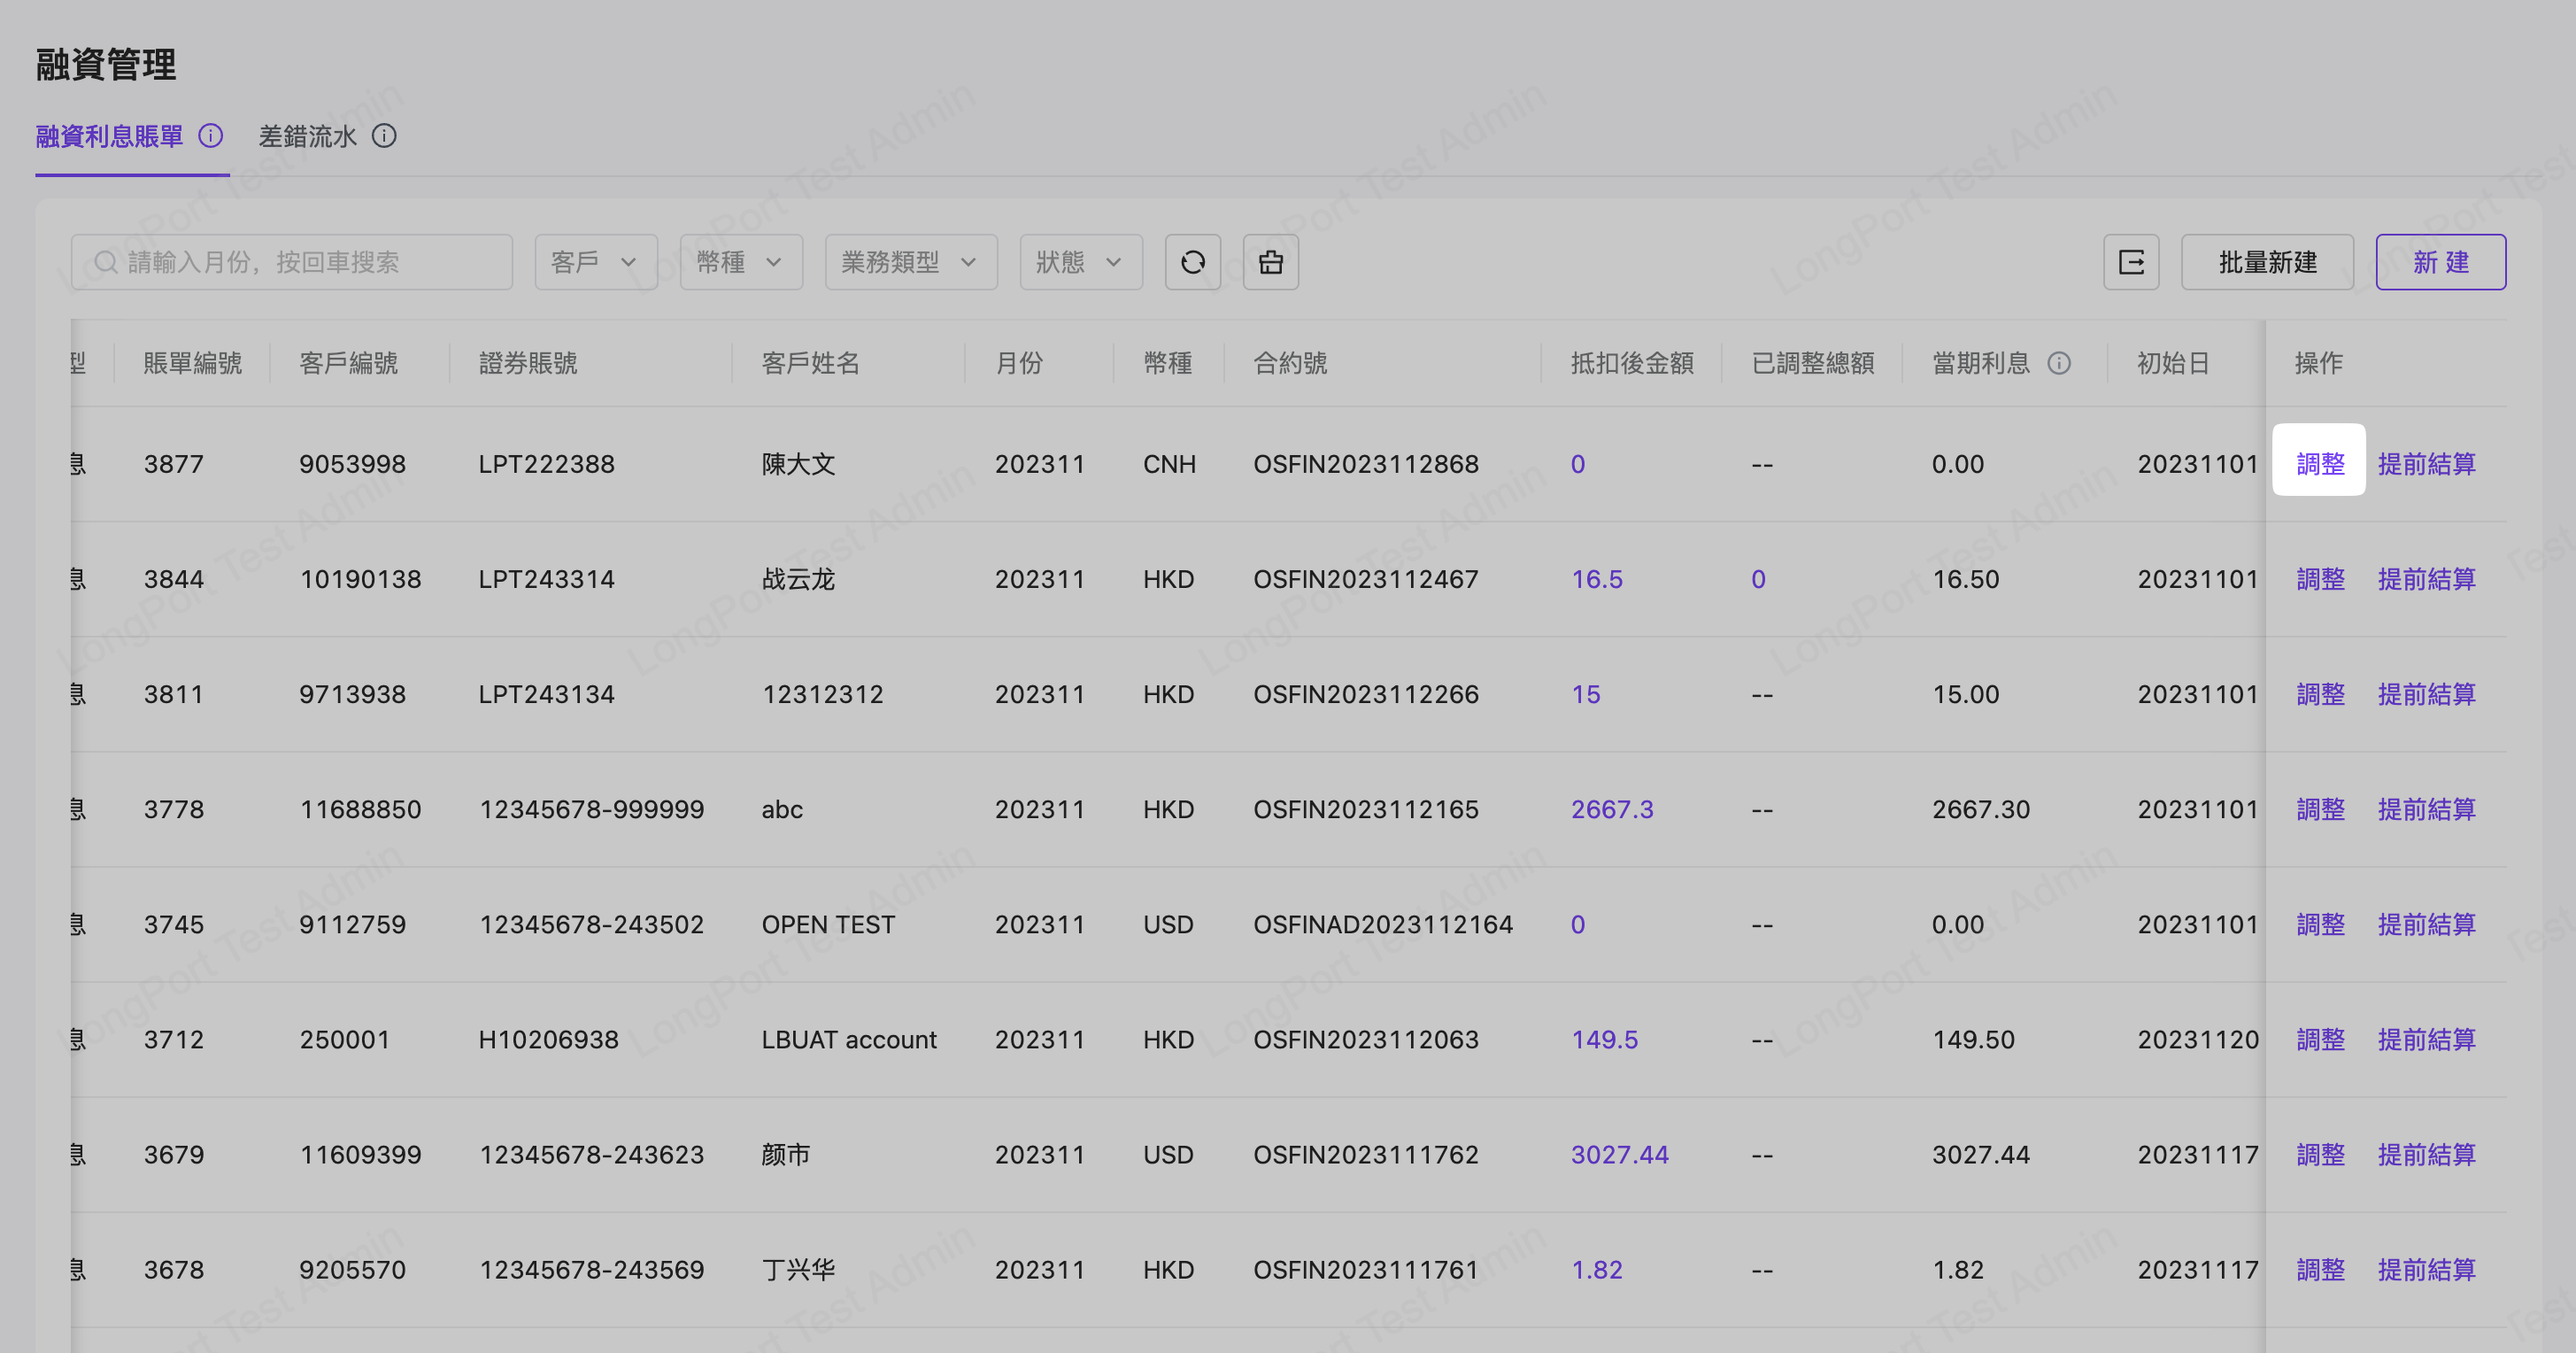 融資管理
融資利息賬單 差錯流水
請輸入月份，按回車搜索 客戶 幣種 業務類型 狀態 批量新建 新 建
型 賬單編號 客戶編號 證券賬號 客戶姓名 月份 幣種 合約號 抵扣後金額 已調整總額 當期利息 初始日 操作
息 3877 9053998 LPT222388 陳大文 202311 CNH OSFIN2023112868 0 -- 0.00 20231101 調整 提前結算
息 3844 10190138 LPT243314 战云龙 202311 HKD OSFIN2023112467 16.5 0 16.50 20231101 調整 提前結算
息 3811 9713938 LPT243134 12312312 202311 HKD OSFIN2023112266 15 -- 15.00 20231101 調整 提前結算
息 3778 11688850 12345678-999999 abc 202311 HKD OSFIN2023112165 2667.3 -- 2667.30 20231101 調整 提前結算
息 3745 9112759 12345678-243502 OPEN TEST 202311 USD OSFINAD2023112164 0 -- 0.00 20231101 調整 提前結算
息 3712 250001 H10206938 LBUAT account 202311 HKD OSFIN2023112063 149.5 -- 149.50 20231120 調整 提前結算
息 3679 11609399 12345678-243623 颜市 202311 USD OSFIN2023111762 3027.44 -- 3027.44 20231117 調整 提前結算
息 3678 9205570 12345678-243569 丁兴华 202311 HKD OSFIN2023111761 1.82 -- 1.82 20231117 調整 提前結算
LongPort Test Admin